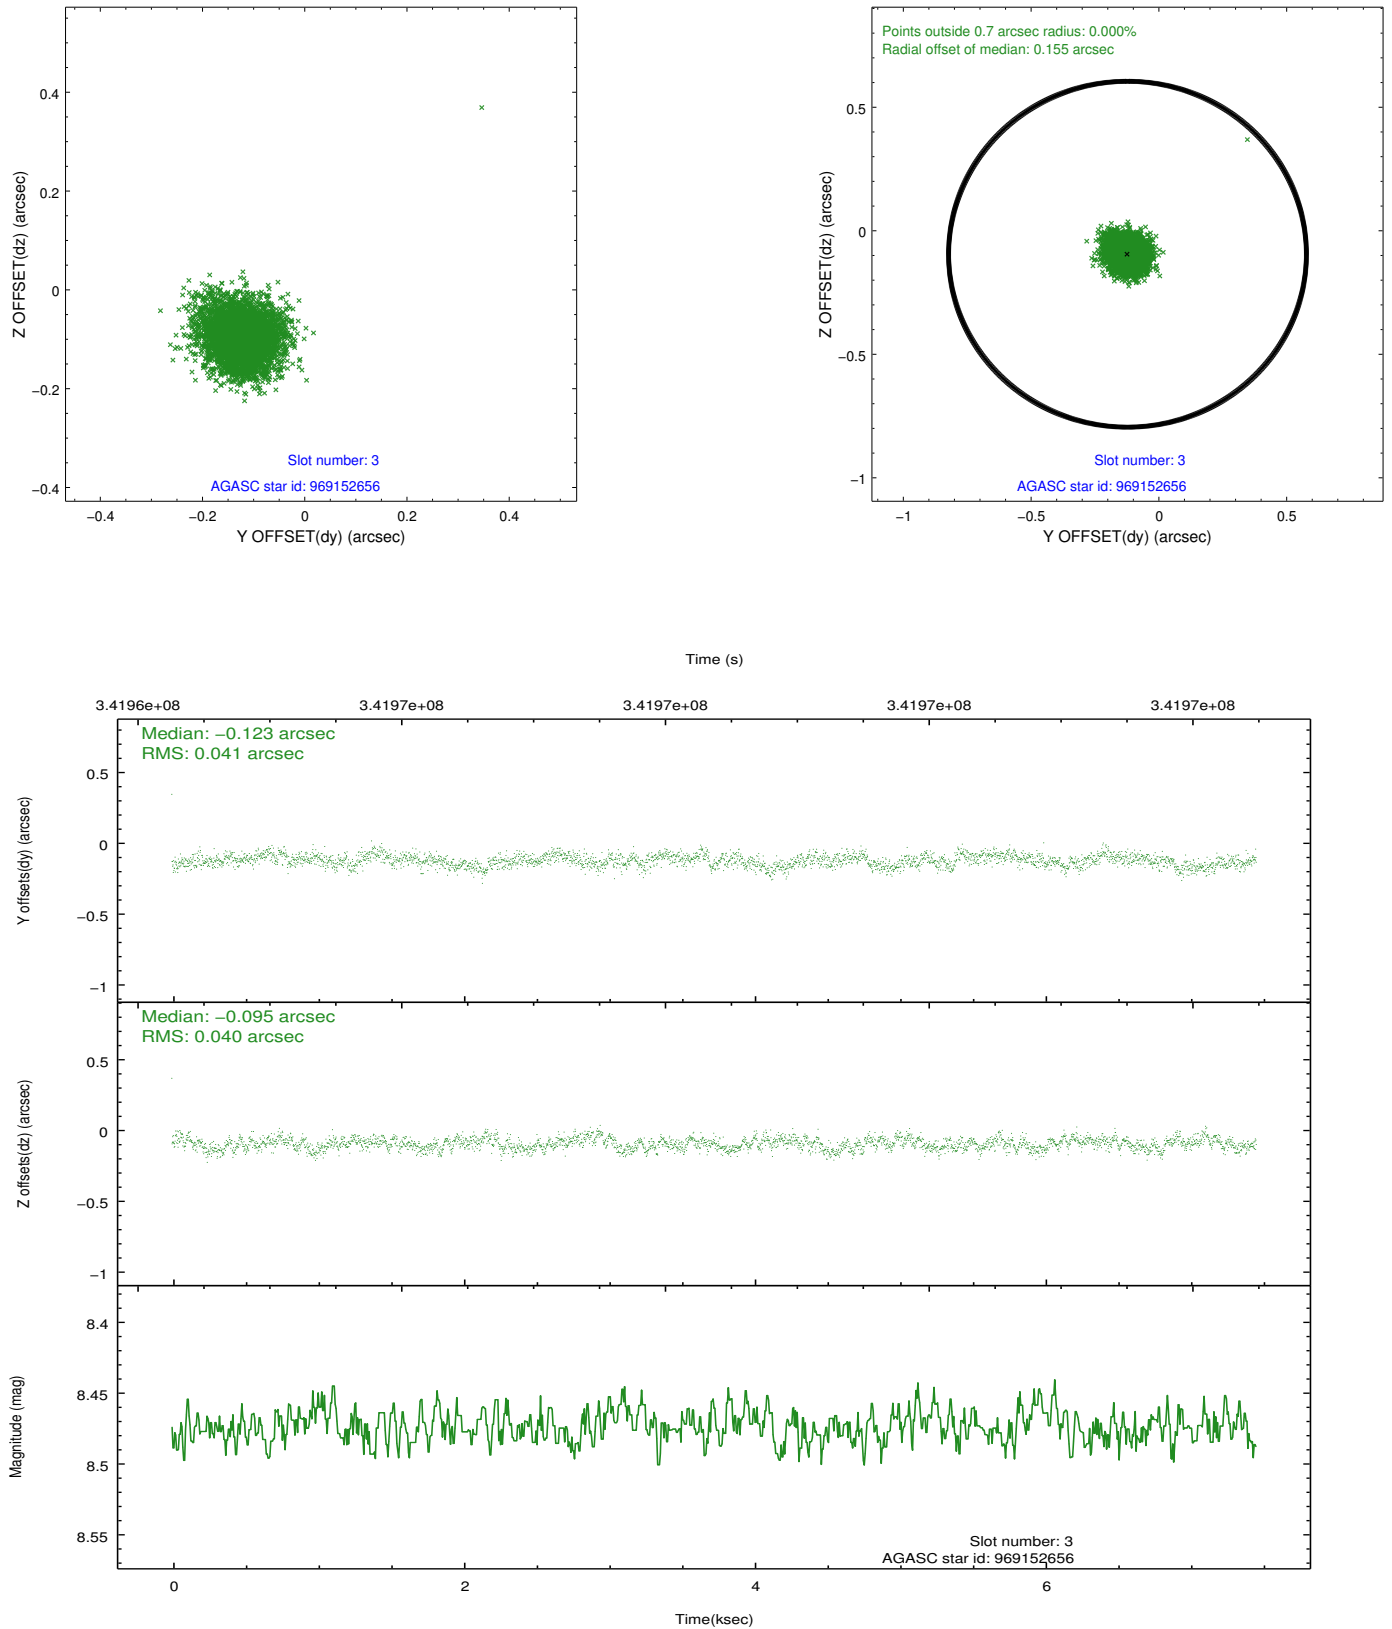 0.4
0.2
0
−0.2
−0.4
Z OFFSET(dz) (arcsec)
Slot number: 3
AGASC star id: 969152656
−0.4
−0.2
0
0.2
0.4
Y OFFSET(dy) (arcsec)
Points outside 0.7 arcsec radius: 0.000%
Radial offset of median: 0.155 arcsec
0.5
0
−0.5
−1
Z OFFSET(dz) (arcsec)
Slot number: 3
AGASC star id: 969152656
−1
−0.5
0
0.5
Y OFFSET(dy) (arcsec)
Time (s)
3.4196e+08
3.4197e+08
3.4197e+08
3.4197e+08
3.4197e+08
Median: −0.123 arcsec
RMS: 0.041 arcsec
0.5
0
−0.5
−1
Y offsets(dy) (arcsec)
Median: −0.095 arcsec
RMS: 0.040 arcsec
0.5
0
−0.5
−1
Z offsets(dz) (arcsec)
8.4
8.45
8.5
8.55
Magnitude (mag)
Slot number: 3
AGASC star id: 969152656
0
2
4
6
Time(ksec)